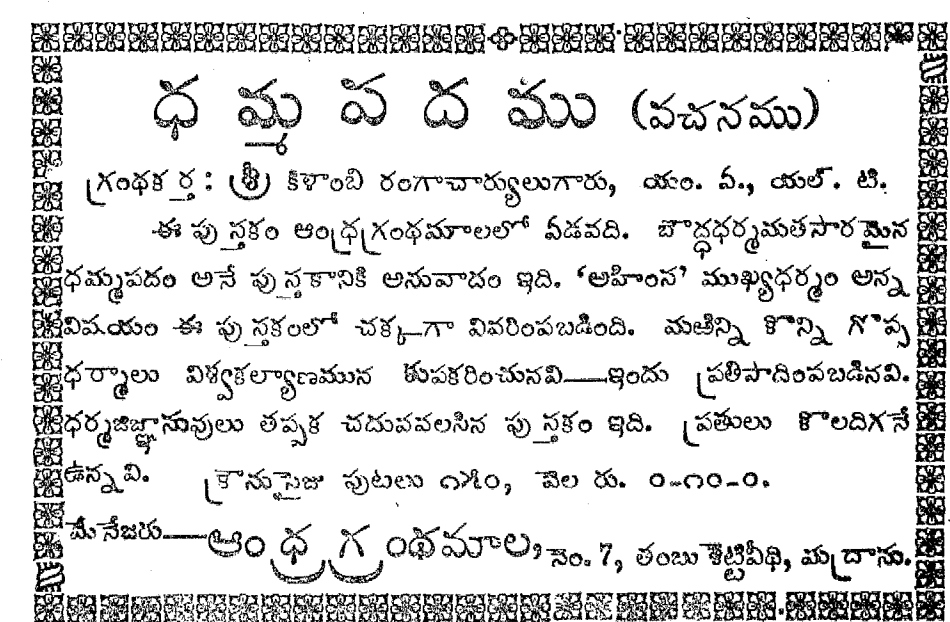 ధమ్మపదము (వచనము)
గ్రంథకర్త: శ్రీ కిళాంబి రంగాచార్యులుగారు, యం. ఏ., యల్. టి.
ఈ పుస్తకం ఆంధ్రగ్రంథమాలలో ఏడవది. బౌద్ధధర్మమతసారమైన
ధమ్మపదం అనే పుస్తకానికి అనువాదం ఇది. ‘అహింస’ ముఖ్యధర్మం అన్న
విషయం ఈ పుస్తకంలో చక్కగా వివరింపబడింది. మఱిన్ని కొన్ని గొప్ప
ధర్మాలు విశ్వకల్యాణమున కుపకరించునవి—ఇందు ప్రతిపాదింపబడినవి.
ధర్మజిజ్ఞాసువులు తప్పక చదువవలసిన పుస్తకం ఇది. ప్రతులు కొలదిగనే
ఉన్నవి. క్రౌనుసైజు పుటలు ౧౪౦, వెల రు. ౦-౧౦-౦.
మేనేజరు—ఆంధ్రగ్రంథమాల, నెం. 7, తంబుశెట్టివీథి, మద్రాసు.